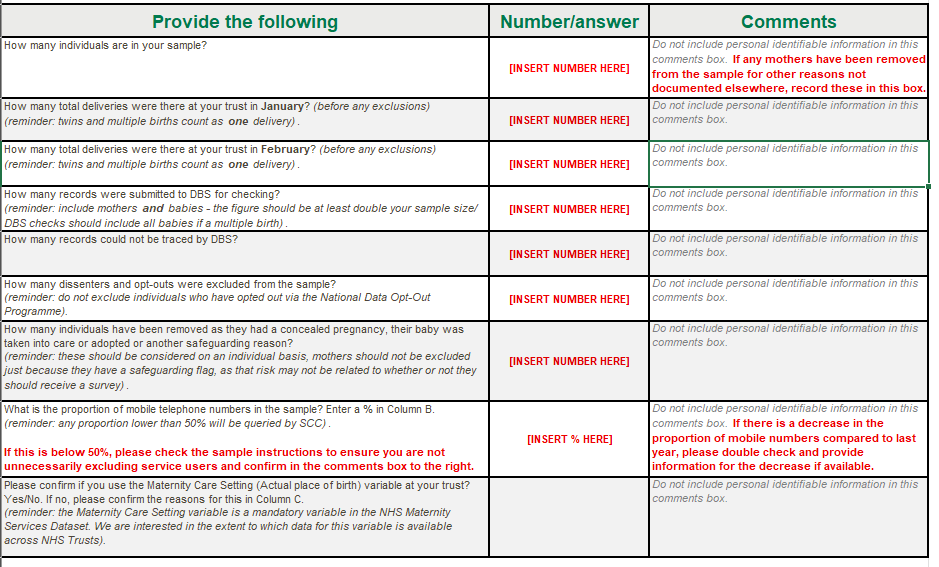 Provide the following
Number/answer
Comments
How many individuals are in your sample?
[INSERT NUMBER HERE]
Do not include personal identifiable information in this
comments box. If any mothers have been removed
from the sample for other reasons not
documented elsewhere, record these in this box.
How many total deliveries were there at your trust in January? (before any exclusions)
(reminder: twins and multiple births count as one delivery).
[INSERT NUMBER HERE]
Do not include personal identifiable information in this
comments box.
How many total deliveries were there at your trust in February? (before any exclusions)
(reminder: twins and multiple births count as one delivery).
[INSERT NUMBER HERE]
Do not include personal identifiable information in this
comments box.
How many records were submitted to DBS for checking?
(reminder: include mothers and babies - the figure should be at least double your sample size/
DBS checks should include all babies if a multiple birth).
[INSERT NUMBER HERE]
Do not include personal identifiable information in this
comments box.
How many records could not be traced by DBS?
[INSERT NUMBER HERE]
Do not include personal identifiable information in this
comments box.
How many dissenters and opt-outs were excluded from the sample?
(reminder: do not exclude individuals who have opted out via the National Data Opt-Out
Programme).
[INSERT NUMBER HERE]
Do not include personal identifiable information in this
comments box.
How many individuals have been removed as they had a concealed pregnancy, their baby was
taken into care or adopted or another safeguarding reason?
(reminder: these should be considered on an individual basis, mothers should not be excluded
just because they have a safeguarding flag, as that risk may not be related to whether or not they
should receive a survey).
[INSERT NUMBER HERE]
Do not include personal identifiable information in this
comments box.
What is the proportion of mobile telephone numbers in the sample? Enter a % in Column B.
(reminder: any proportion lower than 50% will be queried by SCC).
If this is below 50%, please check the sample instructions to ensure you are not
unnecessarily excluding service users and confirm in the comments box to the right.
[INSERT % HERE]
Do not include personal identifiable information in this
comments box. If there is a decrease in the
proportion of mobile numbers compared to last
year, please double check and provide
information for the decrease if available.
Please confirm if you use the Maternity Care Setting (Actual place of birth) variable at your trust?
Yes/No. If no, please confirm the reasons for this in Column C.
(reminder: the Maternity Care Setting variable is a mandatory variable in the NHS Maternity
Services Dataset. We are interested in the extent to which data for this variable is available
across NHS Trusts).
Do not include personal identifiable information in this
comments box.